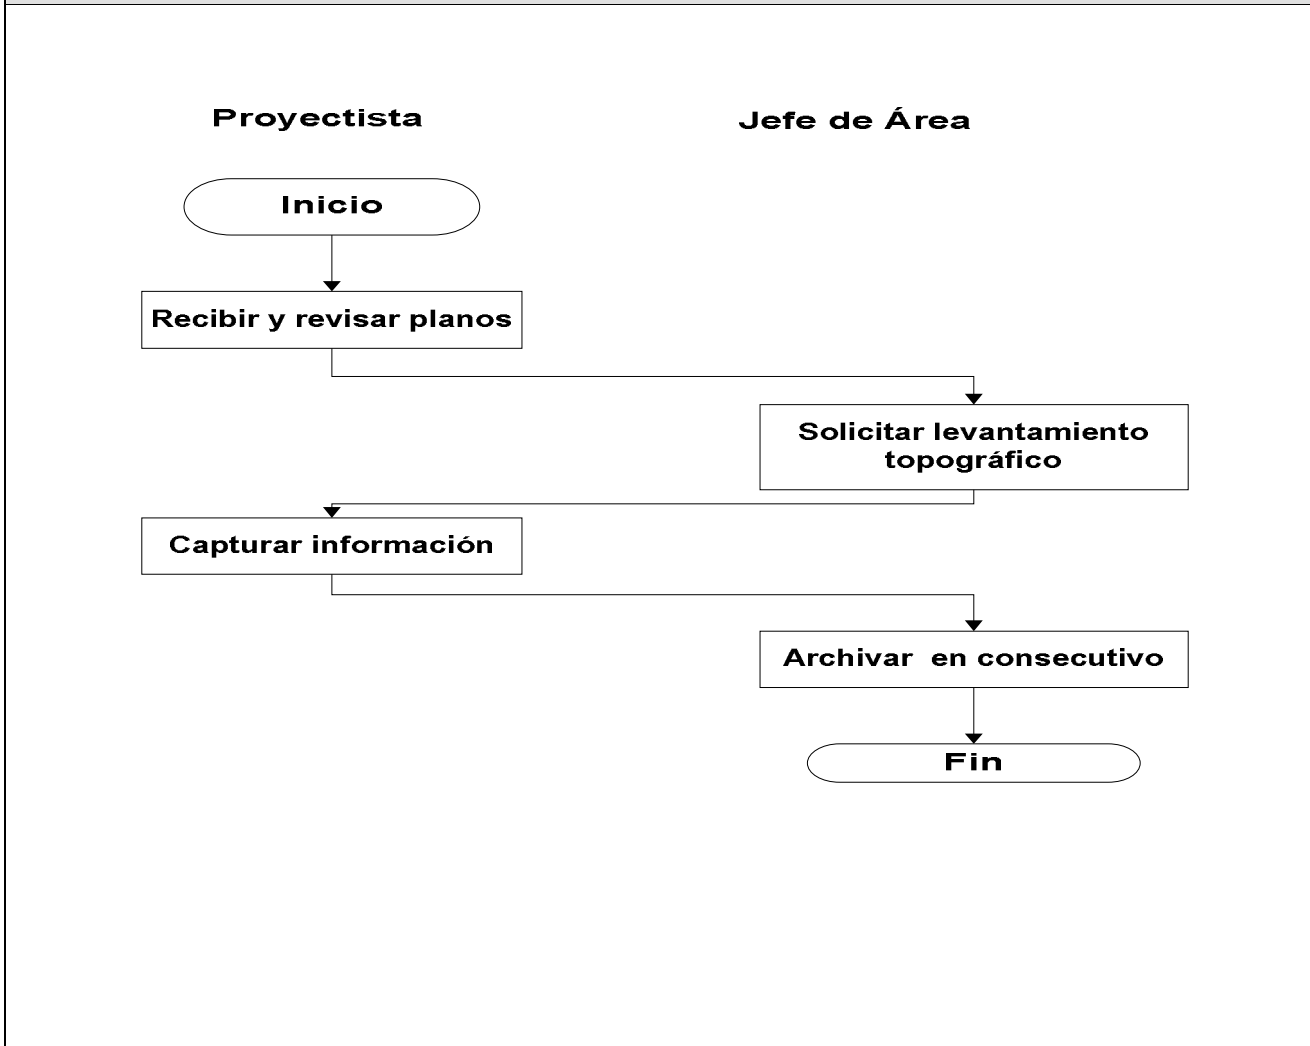 Proyectista
Jefe de Área
Inicio
Recibir y revisar planos
Solicitar levantamiento
topográfico
Capturar información
Archivar  en consecutivo
Fin